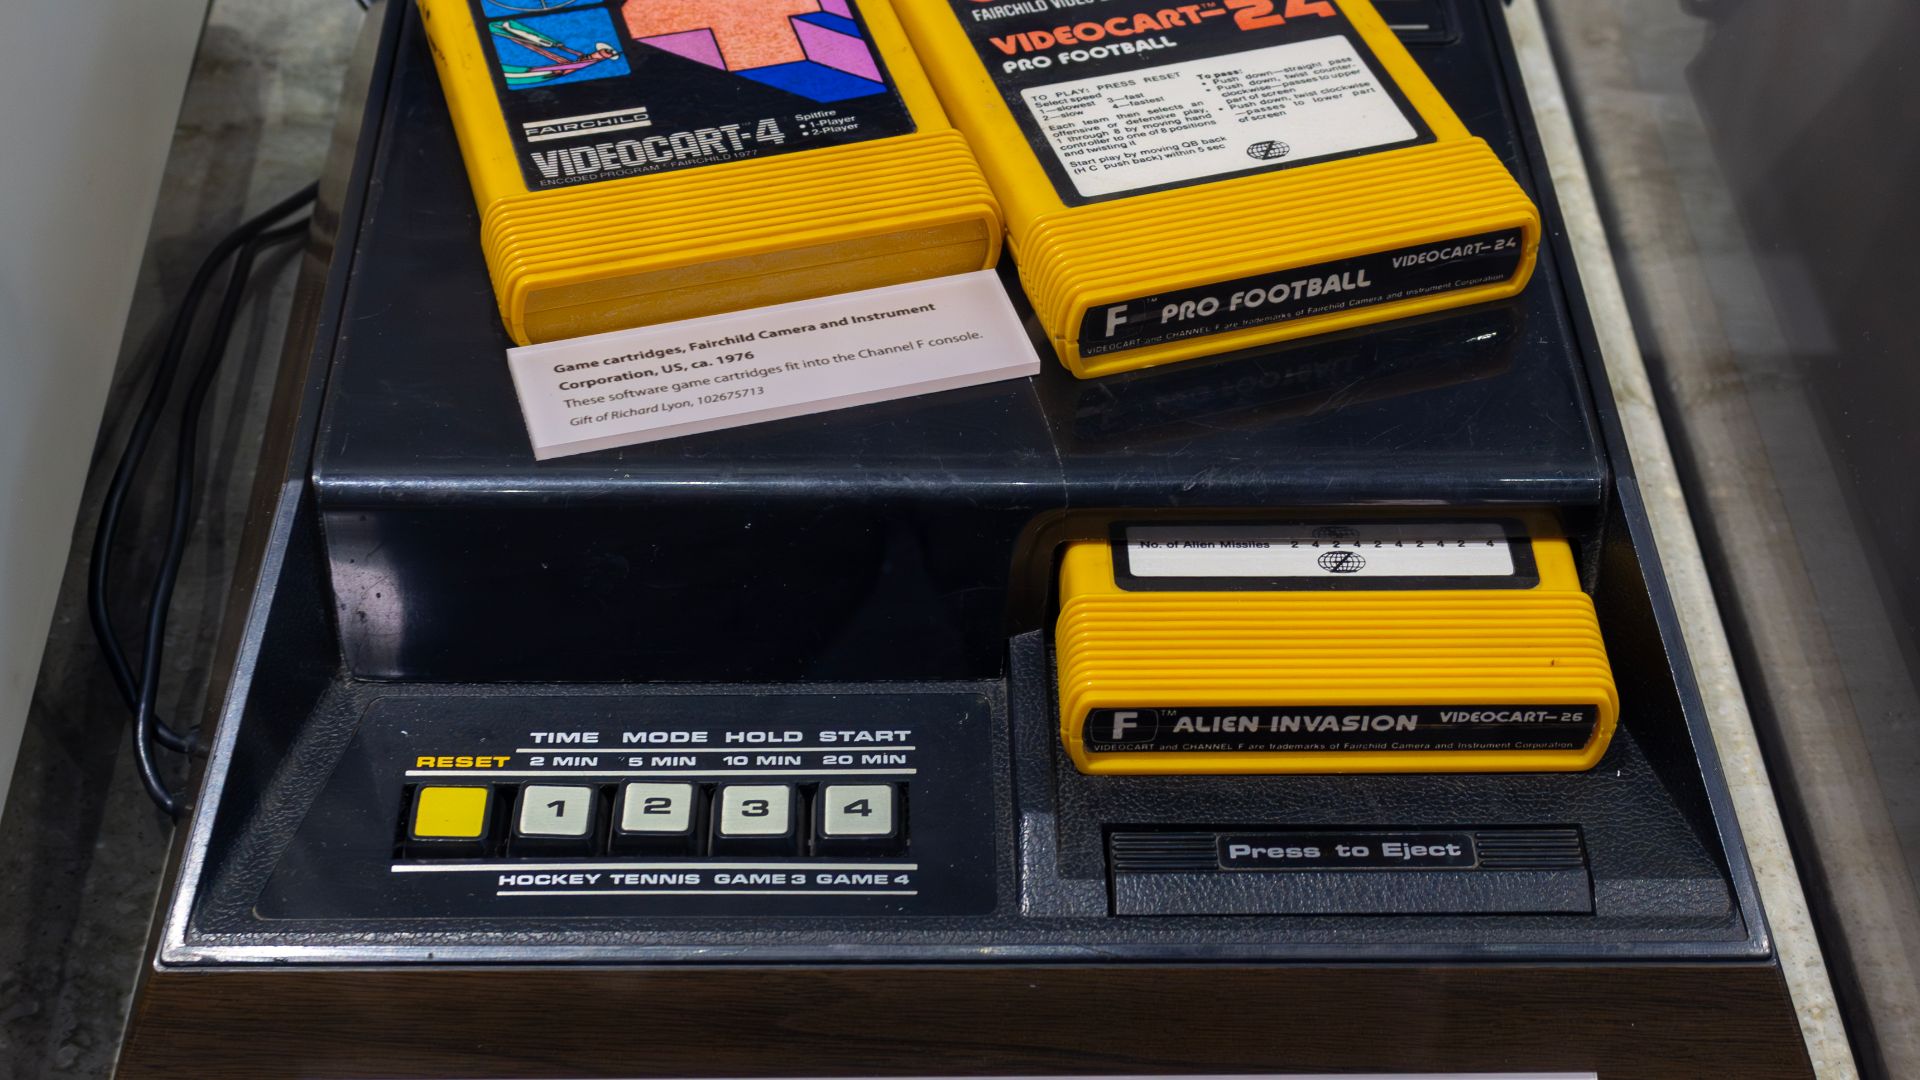 FAIRCHILD
VIDEOCART-4
ENCODED PROGRAM © FAIRCHILD 1977
Spitfire
• 1-Player
• 2-Player
FAIRCHILD VIDEO
VIDEOCART™-24
PRO FOOTBALL
TO PLAY: PRESS RESET
Select speed
1—slowest 3—fast
2—slow 4—fastest
Each team then selects an
offensive or defensive play,
1 through 8 by moving hand
controller to one of 8 positions
and twisting it
Start play by moving QB back
(H C push back) within 5 sec
To pass:
• Push down—straight pass
• Push down, twist counter-
clockwise—passes to upper
part of screen
• Push down, twist clockwise
—passes to lower part
of screen
F™ PRO FOOTBALL VIDEOCART-24
VIDEOCART and CHANNEL F are trademarks of Fairchild Camera and Instrument Corporation
Game cartridges, Fairchild Camera and Instrument
Corporation, US, ca. 1976
These software game cartridges fit into the Channel F console.
Gift of Richard Lyon, 102675713
No. of Alien Missiles 2 4 2 4 2 4 2 4 2 4
F™ ALIEN INVASION VIDEOCART-26
VIDEOCART and CHANNEL F are trademarks of Fairchild Camera and Instrument Corporation
TIME MODE HOLD START
RESET 2 MIN 5 MIN 10 MIN 20 MIN
1 2 3 4
HOCKEY TENNIS GAME 3 GAME 4
Press to Eject